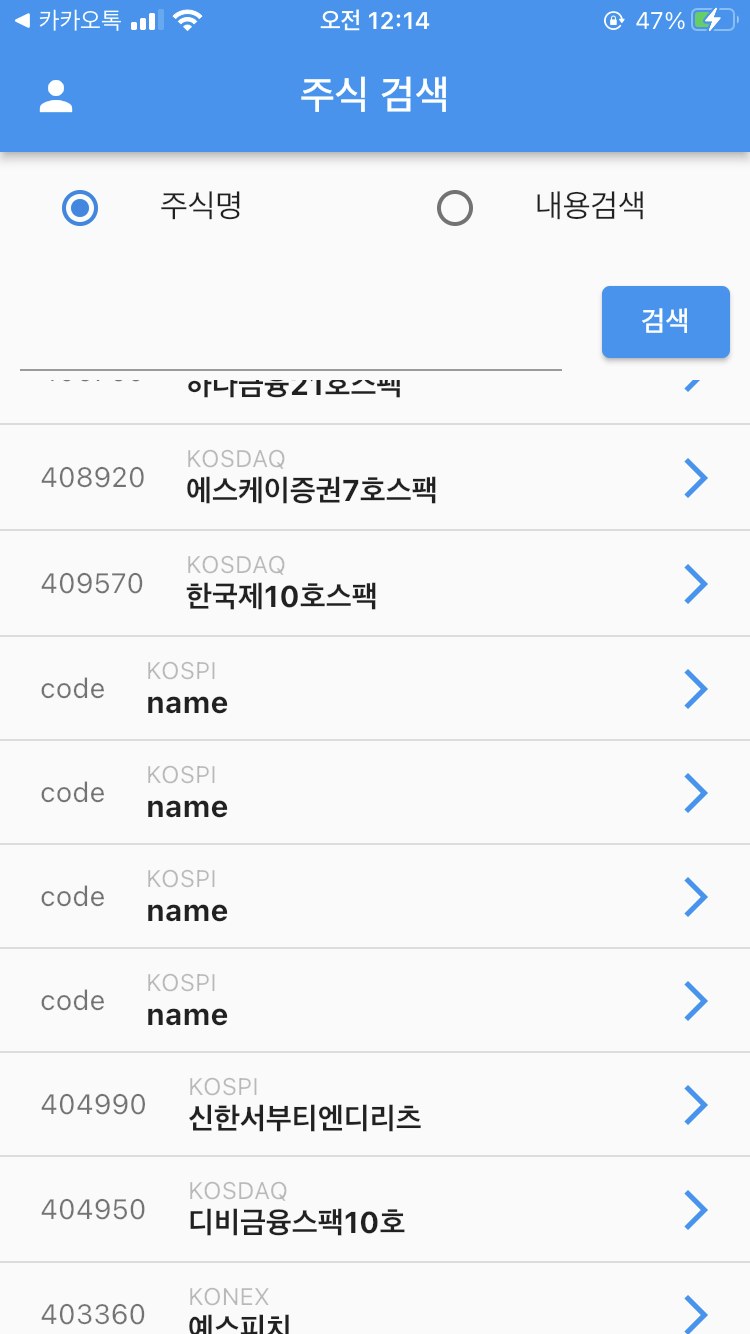 카카오톡
오전 12:14
47%
주식 검색
주식명
내용검색
검색
하나금융21호스팩
408920
KOSDAQ
에스케이증권7호스팩
409570
KOSDAQ
한국제10호스팩
code
KOSPI
name
code
KOSPI
name
code
KOSPI
name
code
KOSPI
name
404990
KOSPI
신한서부티엔디리츠
404950
KOSDAQ
디비금융스팩10호
403360
KONEX
예스피치